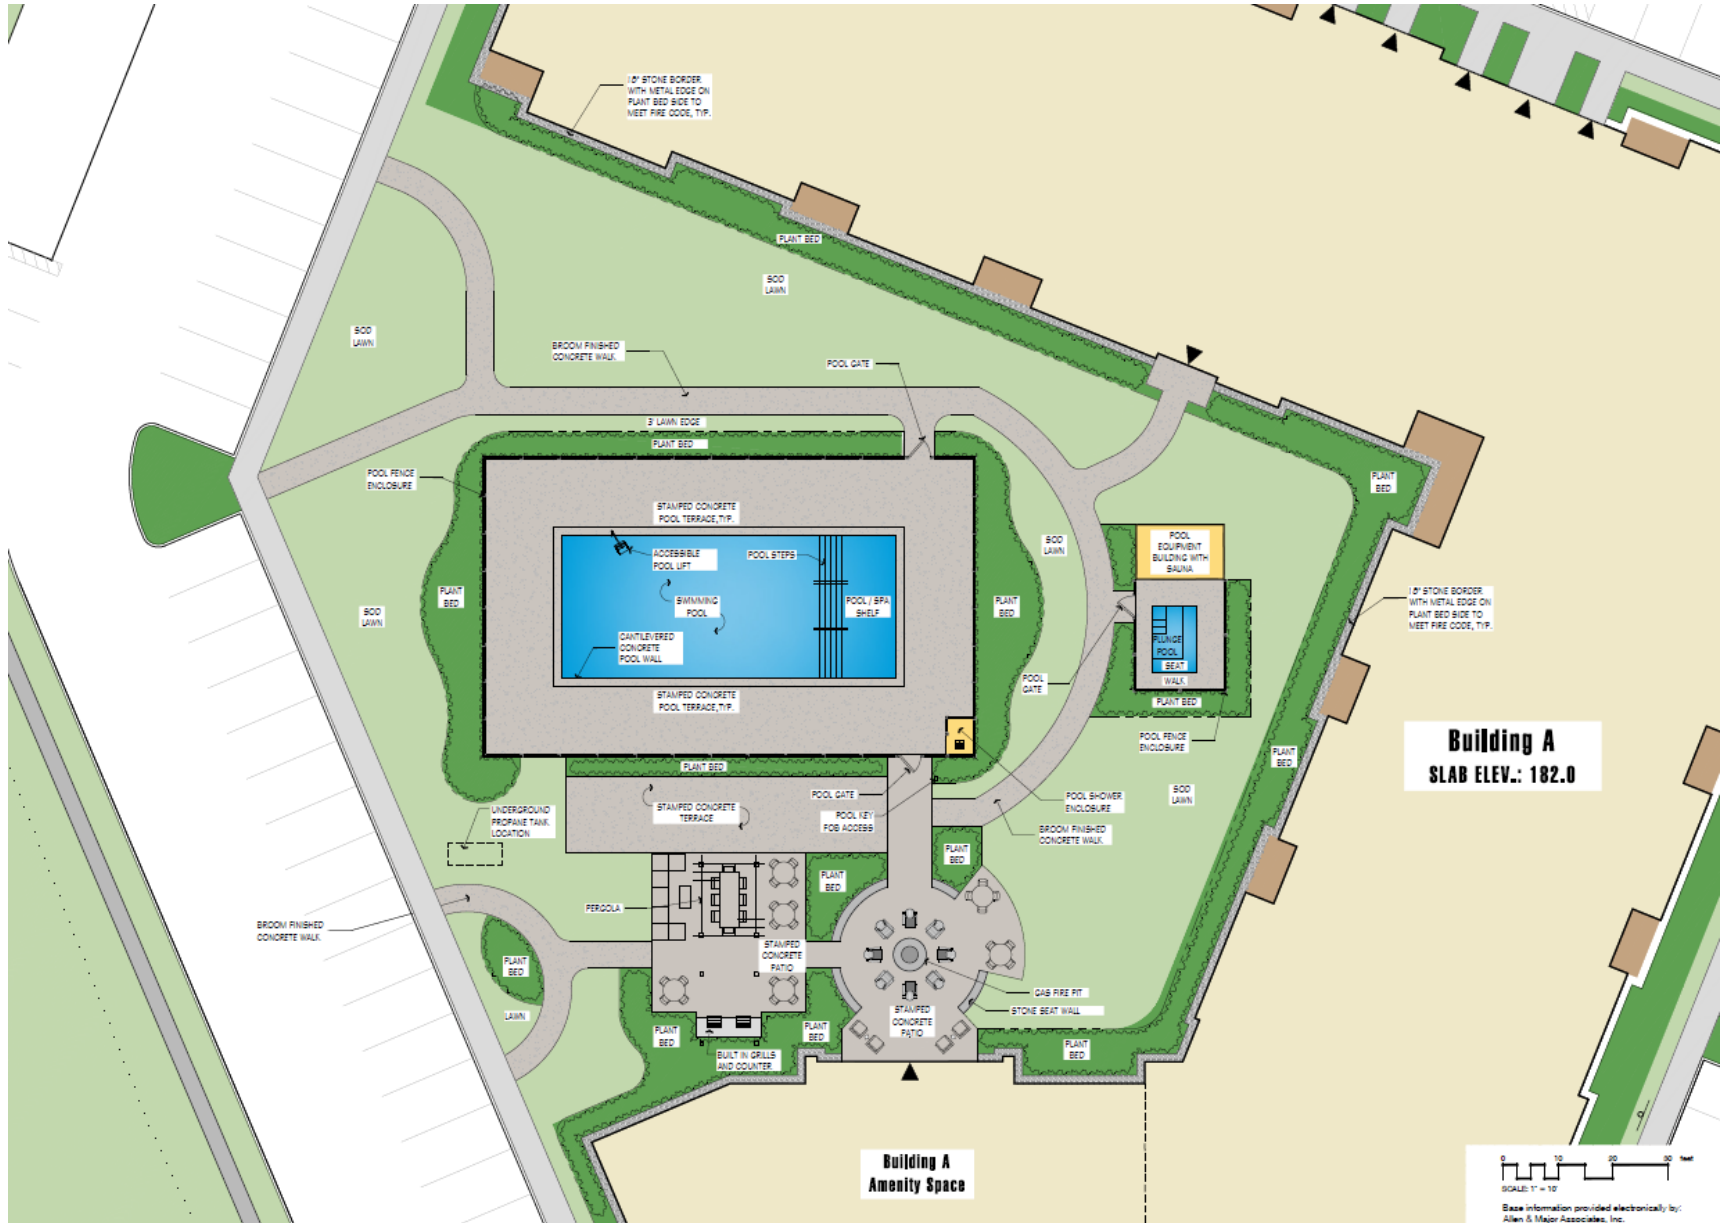 18" STONE BORDER
WITH METAL EDGE ON
PLANT BED SIDE TO
MEET FIRE CODE, TYP.
PLANT BED
SOD
LAWN
SOD
LAWN
BROOM FINISHED
CONCRETE WALK
POOL GATE
3' LAWN EDGE
PLANT BED
POOL FENCE
ENCLOSURE
PLANT
BED
STAMPED CONCRETE
POOL TERRACE, TYP.
POOL
EQUIPMENT
BUILDING WITH
SAUNA
SOD
LAWN
ACCESSIBLE
POOL LIFT
POOL STEPS
PLANT
BED
SWIMMING
POOL
POOL / SPA
SHELF
PLANT
BED
SOD
LAWN
18" STONE BORDER
WITH METAL EDGE ON
PLANT BED SIDE TO
MEET FIRE CODE, TYP.
CANTILEVERED
CONCRETE
POOL WALL
PLUNGE
POOL
SEAT
WALK
POOL
GATE
STAMPED CONCRETE
POOL TERRACE, TYP.
PLANT BED
POOL FENCE
ENCLOSURE
Building A
SLAB ELEV.: 182.0
PLANT
BED
PLANT BED
POOL GATE
SOD
LAWN
UNDERGROUND
PROPANE TANK
LOCATION
STAMPED CONCRETE
TERRACE
POOL KEY
FOB ACCESS
POOL SHOWER
ENCLOSURE
BROOM FINISHED
CONCRETE WALK
PLANT
BED
PLANT
BED
PERGOLA
BROOM FINISHED
CONCRETE WALK
STAMPED
CONCRETE
PATIO
PLANT
BED
GAS FIRE PIT
STONE SEAT WALL
LAWN
STAMPED
CONCRETE
PATIO
PLANT
BED
PLANT
BED
PLANT
BED
BUILT IN GRILLS
AND COUNTER
Building A
Amenity Space
0 10 20 30 feet
SCALE: 1" = 10'
Base information provided electronically by:
Allen & Major Associates, Inc.